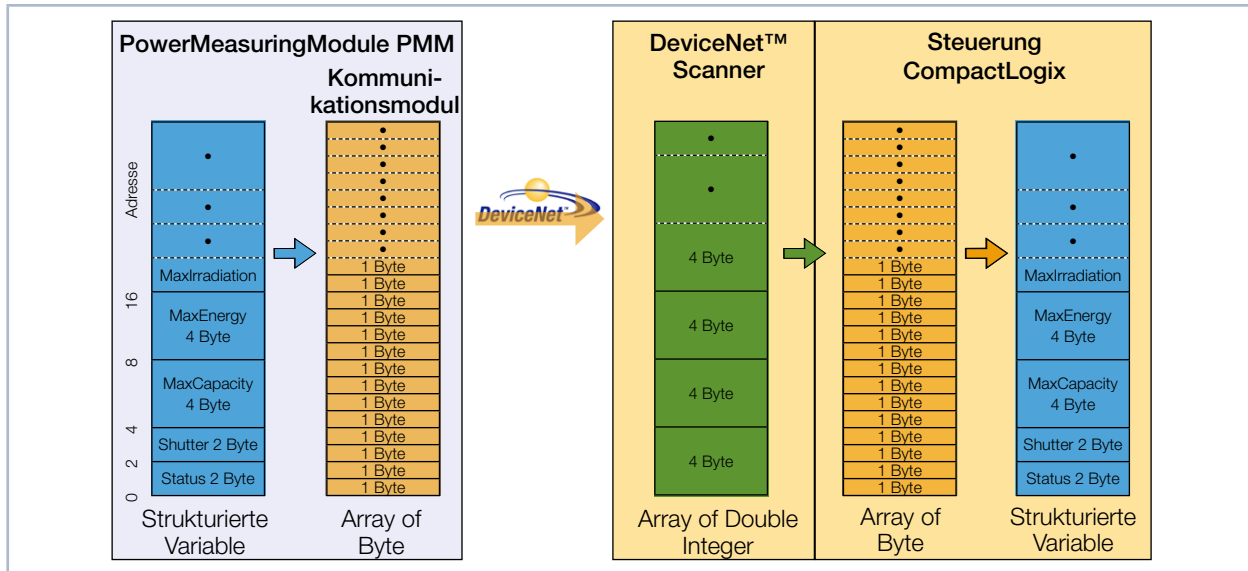 PowerMeasuringModule PMM
Kommuni-
kationsmodul
Adresse
16
8
4
2
0
MaxIrradiation
MaxEnergy
4 Byte
MaxCapacity
4 Byte
Shutter 2 Byte
Status 2 Byte
Strukturierte
Variable
1 Byte
1 Byte
1 Byte
1 Byte
1 Byte
1 Byte
1 Byte
1 Byte
1 Byte
1 Byte
1 Byte
1 Byte
1 Byte
1 Byte
Array of
Byte
DeviceNet™
DeviceNet™
Scanner
4 Byte
4 Byte
4 Byte
4 Byte
Array of Double
Integer
Steuerung
CompactLogix
1 Byte
1 Byte
1 Byte
1 Byte
1 Byte
1 Byte
1 Byte
1 Byte
1 Byte
1 Byte
1 Byte
1 Byte
1 Byte
1 Byte
Array of
Byte
MaxIrradiation
MaxEnergy
4 Byte
MaxCapacity
4 Byte
Shutter 2 Byte
Status 2 Byte
Strukturierte
Variable